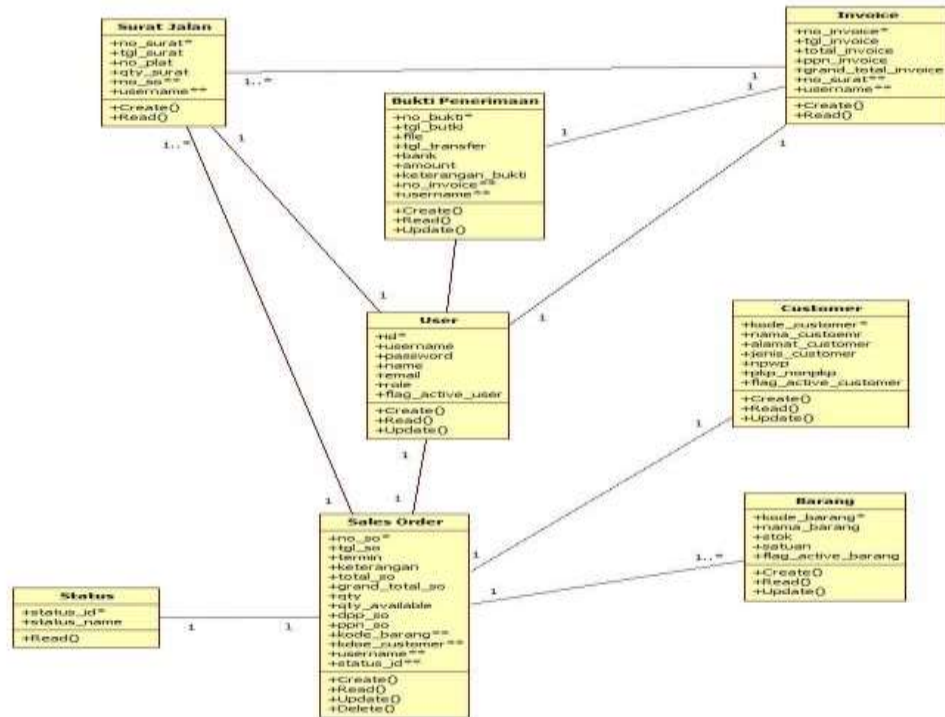 Surat Jalan
+no_surat*
+tgl_surat
+no_plat
+qty_surat
+no_so**
+username**
+Create()
+Read()
Invoice
+no_invoice*
+tgl_invoice
+total_invoice
+ppn_invoice
+grand_total_invoice
+no_surat**
+username**
+Create()
+Read()
1..*
1
1
Bukti Penerimaan
+no_bukti*
+tgl_butki
+file
+tgl_transfer
+bank
+amount
+keterangan_bukti
+no_invoice**
+username**
+Create()
+Read()
+Update()
1..*
1
1
1
1
1
User
+id*
+username
+password
+name
+email
+role
+flag_active_user
+Create()
+Read()
+Update()
Customer
+kode_customer*
+nama_custoemr
+alamat_customer
+jenis_customer
+npwp
+pkp_nonpkp
+flag_active_customer
+Create()
+Read()
+Update()
1
1
1
1
Sales Order
+no_so*
+tgl_so
+termin
+keterangan
+total_so
+grand_total_so
+qty
+qty_available
+dpp_so
+ppn_so
+kode_barang**
+kdoe_customer**
+username**
+status_id**
+Create()
+Read()
+Update()
+Delete()
1
1..*
1
Barang
+kode_barang*
+nama_barang
+stok
+satuan
+flag_active_barang
+Create()
+Read()
+Update()
Status
+status_id*
+status_name
+Read()
1
1